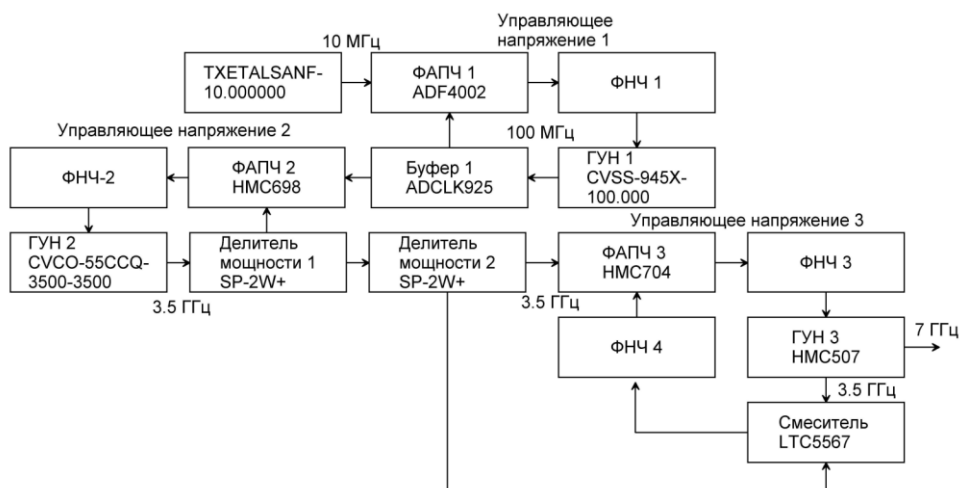 Управляющее
напряжение 1
10 МГц
TXETALSANF-
10.000000
ФАПЧ 1
ADF4002
ФНЧ 1
Управляющее напряжение 2
100 МГц
ФНЧ-2
ФАПЧ 2
HMC698
Буфер 1
ADCLK925
ГУН 1
CVSS-945X-
100.000
Управляющее напряжение 3
ГУН 2
CVCO-55CCQ-
3500-3500
Делитель
мощности 1
SP-2W+
Делитель
мощности 2
SP-2W+
ФАПЧ 3
HMC704
ФНЧ 3
3.5 ГГц
3.5 ГГц
ФНЧ 4
ГУН 3
HMC507
7 ГГц
3.5 ГГц
Смеситель
LTC5567